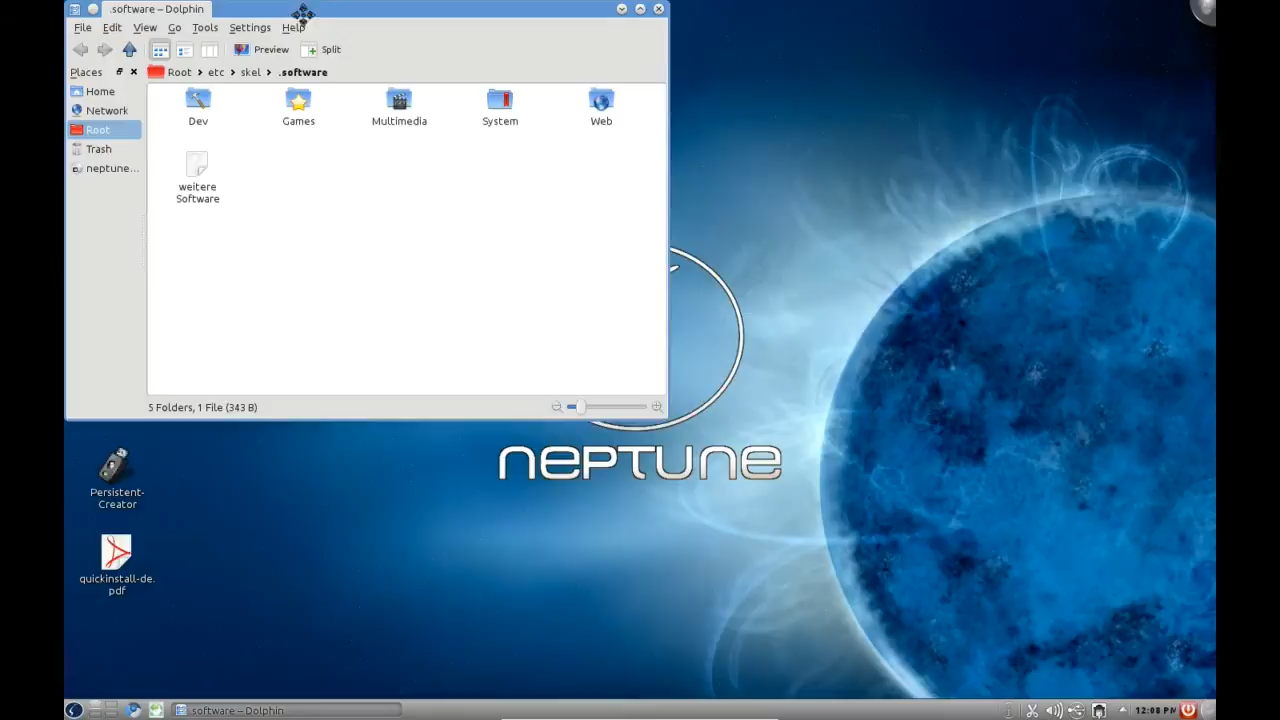 .software – Dolphin
File Edit View Go Tools Settings Help
Preview Split
Places Root > etc > skel > .software
Home
Network
Root
Trash
neptune...
Dev Games Multimedia System Web
weitere
Software
5 Folders, 1 File (343 B)
NEPTUNE
Persistent-
Creator
quickinstall-de.
pdf
.software – Dolphin
12:08 PM